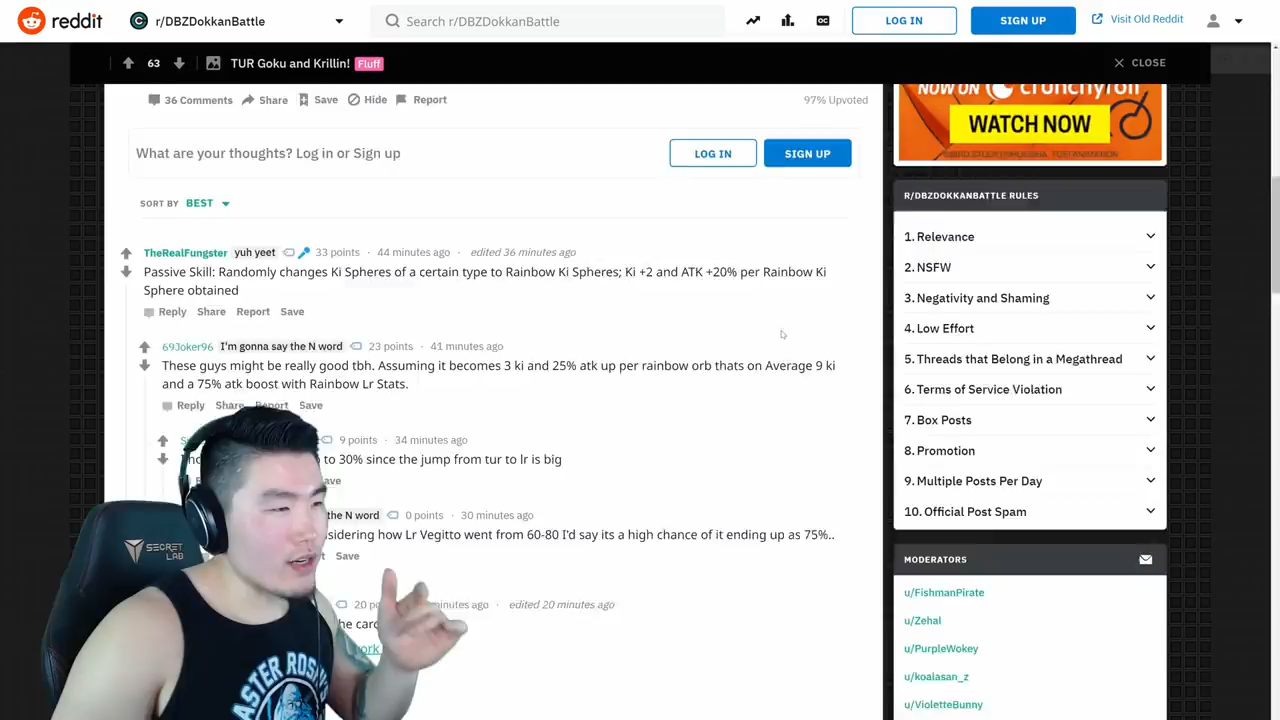 reddit
r/DBZDokkanBattle
Search r/DBZDokkanBattle
LOG IN
SIGN UP
Visit Old Reddit
63
TUR Goku and Krillin!
Fluff
CLOSE
36 Comments
Share
Save
Hide
Report
97% Upvoted
What are your thoughts? Log in or Sign up
LOG IN
SIGN UP
SORT BY BEST
TheRealFungster yuh yeet 33 points · 44 minutes ago · edited 36 minutes ago
Passive Skill: Randomly changes Ki Spheres of a certain type to Rainbow Ki Spheres; Ki +2 and ATK +20% per Rainbow Ki
Sphere obtained
Reply Share Report Save
69Joker96 I'm gonna say the N word 23 points · 41 minutes ago
These guys might be really good tbh. Assuming it becomes 3 ki and 25% atk up per rainbow orb thats on Average 9 ki
and a 75% atk boost with Rainbow Lr Stats.
Reply Share Report Save
9 points · 34 minutes ago
to 30% since the jump from tur to lr is big
the N word 0 points · 30 minutes ago
how Lr Vegitto went from 60-80 I'd say its a high chance of it ending up as 75%..
Save
20 minutes ago · edited 20 minutes ago
NOW ON crunchyroll
WATCH NOW
R/DBZDOKKANBATTLE RULES
1. Relevance
2. NSFW
3. Negativity and Shaming
4. Low Effort
5. Threads that Belong in a Megathread
6. Terms of Service Violation
7. Box Posts
8. Promotion
9. Multiple Posts Per Day
10. Official Post Spam
MODERATORS
u/FishmanPirate
u/Zehal
u/PurpleWokey
u/koalasan_z
u/VioletteBunny
SECRET
LAB
MASTER ROSHI